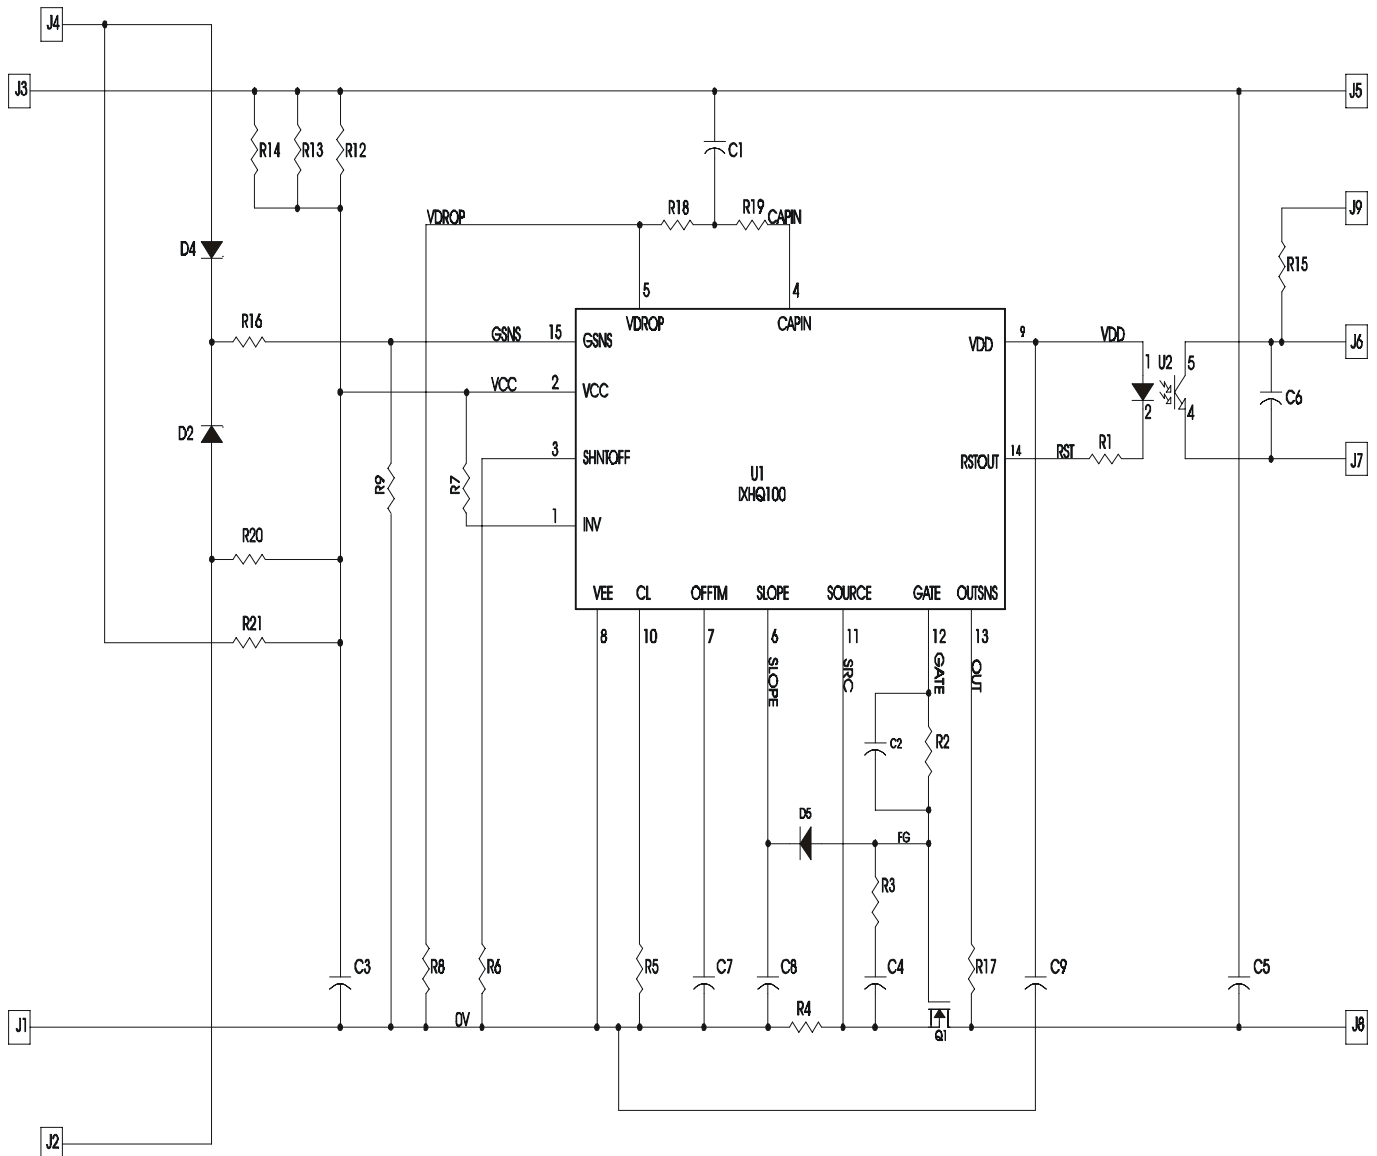 J4
J3
J5
R14
R13
R12
C1
VDROP
R18
R19
CAPIN
J9
D4
R15
5
4
R16
GSNS
15
GSNS
VDROP
CAPIN
VDD
9
VDD
J6
1
U2
5
VCC
2
VCC
2
4
C6
D2
3
SHNTOFF
RSTOUT
14
RST
R1
J7
R9
R7
U1
IXHQ100
1
INV
R20
VEE
CL
OFFTM
SLOPE
SOURCE
GATE
OUTSNS
R21
8
10
7
6
11
12
13
SLOPE
SRC
GATE
OUT
C2
R2
D5
FG
R3
C3
R8
R6
R5
C7
C8
C4
R17
C9
C5
J1
0V
R4
Q1
J8
J2